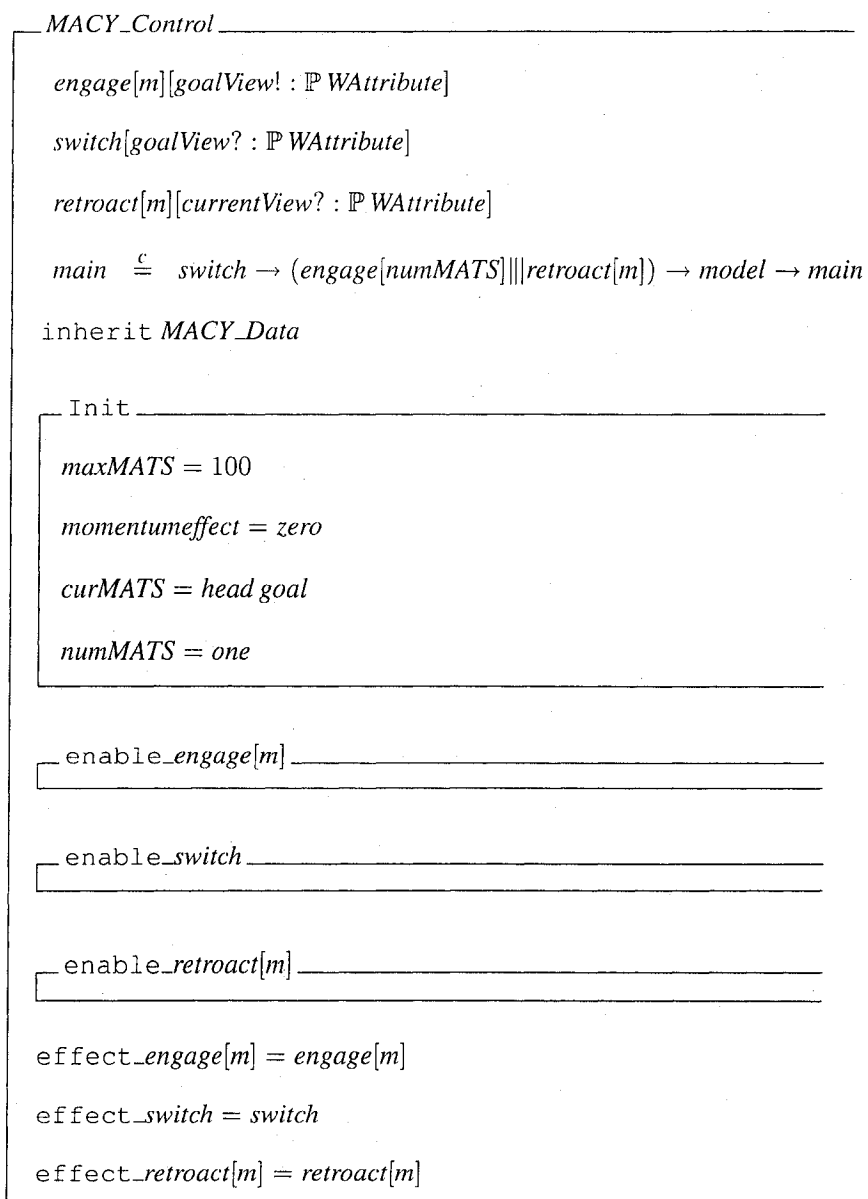 MACY_Control
engage[m][goalView! : ℙ WAttribute]
switch[goalView? : ℙ WAttribute]
retroact[m][currentView? : ℙ WAttribute]
main c= switch → (engage[numMATS]|||retroact[m]) → model → main
inherit MACY_Data
Init
maxMATS = 100
momentumeffect = zero
curMATS = head goal
numMATS = one
enable_engage[m]
enable_switch
enable_retroact[m]
effect_engage[m] = engage[m]
effect_switch = switch
effect_retroact[m] = retroact[m]